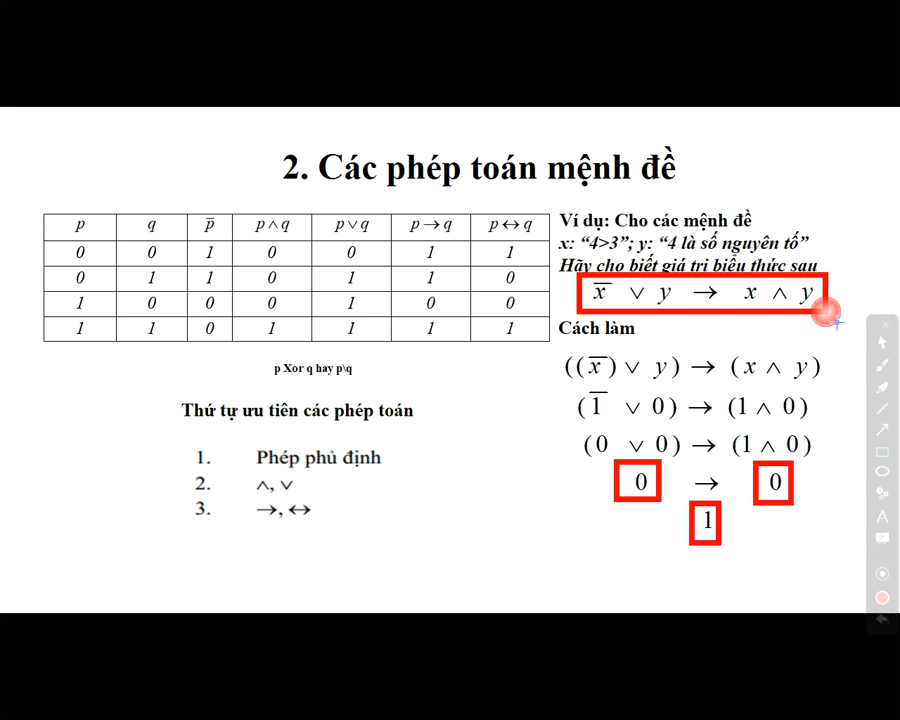 2. Các phép toán mệnh đề
p q p̅ p ∧ q p ∨ q p → q p ↔ q
0 0 1 0 0 1 1
0 1 1 0 1 1 0
1 0 0 0 1 0 0
1 1 0 1 1 1 1
p Xor q hay p\q
Thứ tự ưu tiên các phép toán
1. Phép phủ định
2. ∧, ∨
3. →, ↔
Ví dụ: Cho các mệnh đề
x: “4>3”; y: “4 là số nguyên tố”
Hãy cho biết giá trị biểu thức sau
x̅ ∨ y → x ∧ y
Cách làm
((x̅) ∨ y) → (x ∧ y)
(1̅ ∨ 0) → (1 ∧ 0)
(0 ∨ 0) → (1 ∧ 0)
0 → 0
1